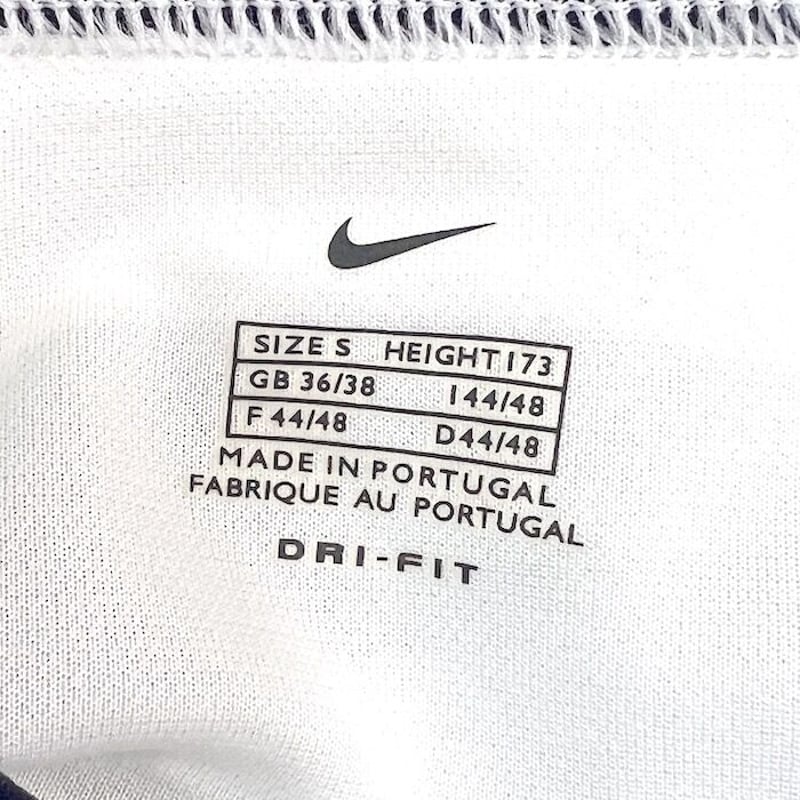 SIZE S HEIGHT 173
GB 36/38 I 44/48
F 44/48 D 44/48
MADE IN PORTUGAL
FABRIQUE AU PORTUGAL
DRI-FIT